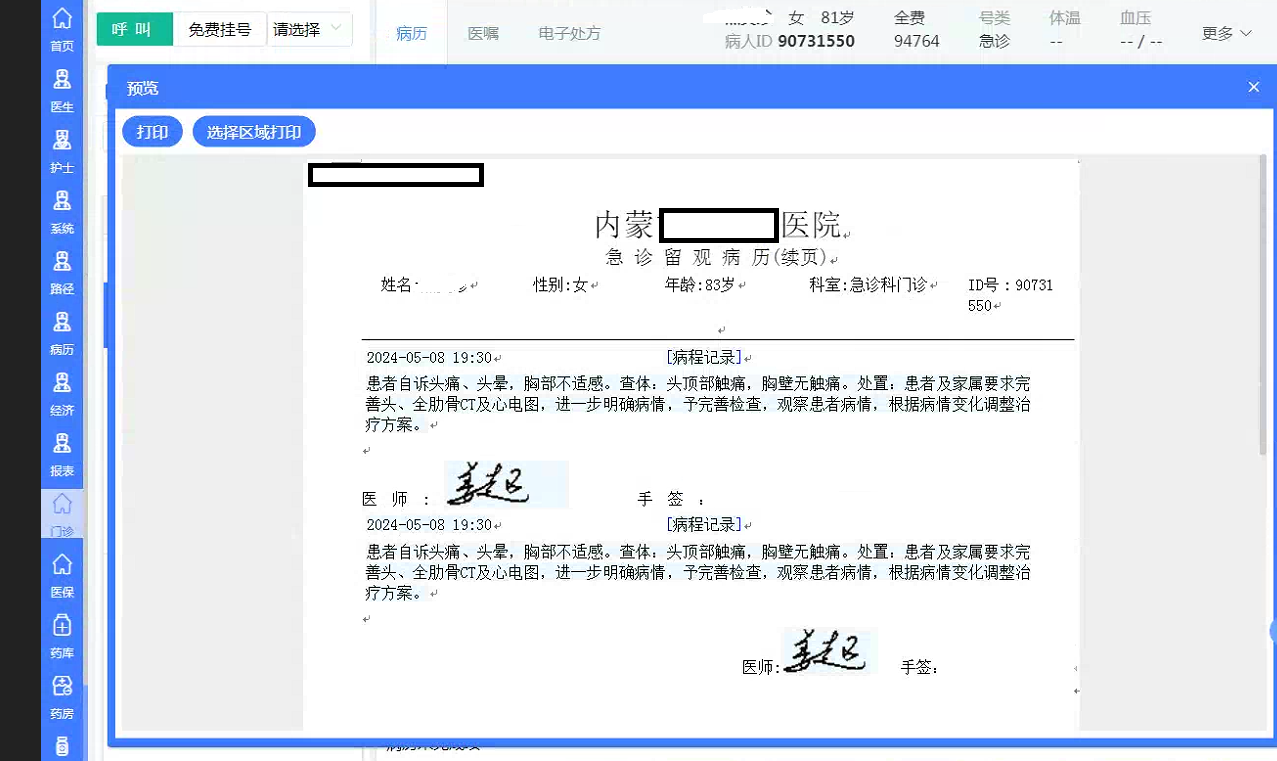 首页
医生
护士
系统
路径
病历
经济
报表
门诊
医保
药库
药房
呼 叫 免费挂号 请选择
病历 医嘱 电子处方
女 81岁 全费 号类 体温 血压
病人ID 90731550 94764 急诊 -- -- / -- 更多
预览
打印 选择区域打印
内蒙 医院
急 诊 留 观 病 历(续页)
姓名: 性别:女 年龄:83岁 科室:急诊科门诊 ID号：90731
550
2024-05-08 19:30 [病程记录]
患者自诉头痛、头晕，胸部不适感。查体：头顶部触痛，胸壁无触痛。处置：患者及家属要求完
善头、全肋骨CT及心电图，进一步明确病情，予完善检查，观察患者病情，根据病情变化调整治
疗方案。
医 师 ： 手 签 ：
2024-05-08 19:30 [病程记录]
患者自诉头痛、头晕，胸部不适感。查体：头顶部触痛，胸壁无触痛。处置：患者及家属要求完
善头、全肋骨CT及心电图，进一步明确病情，予完善检查，观察患者病情，根据病情变化调整治
疗方案。
医师: 手签: